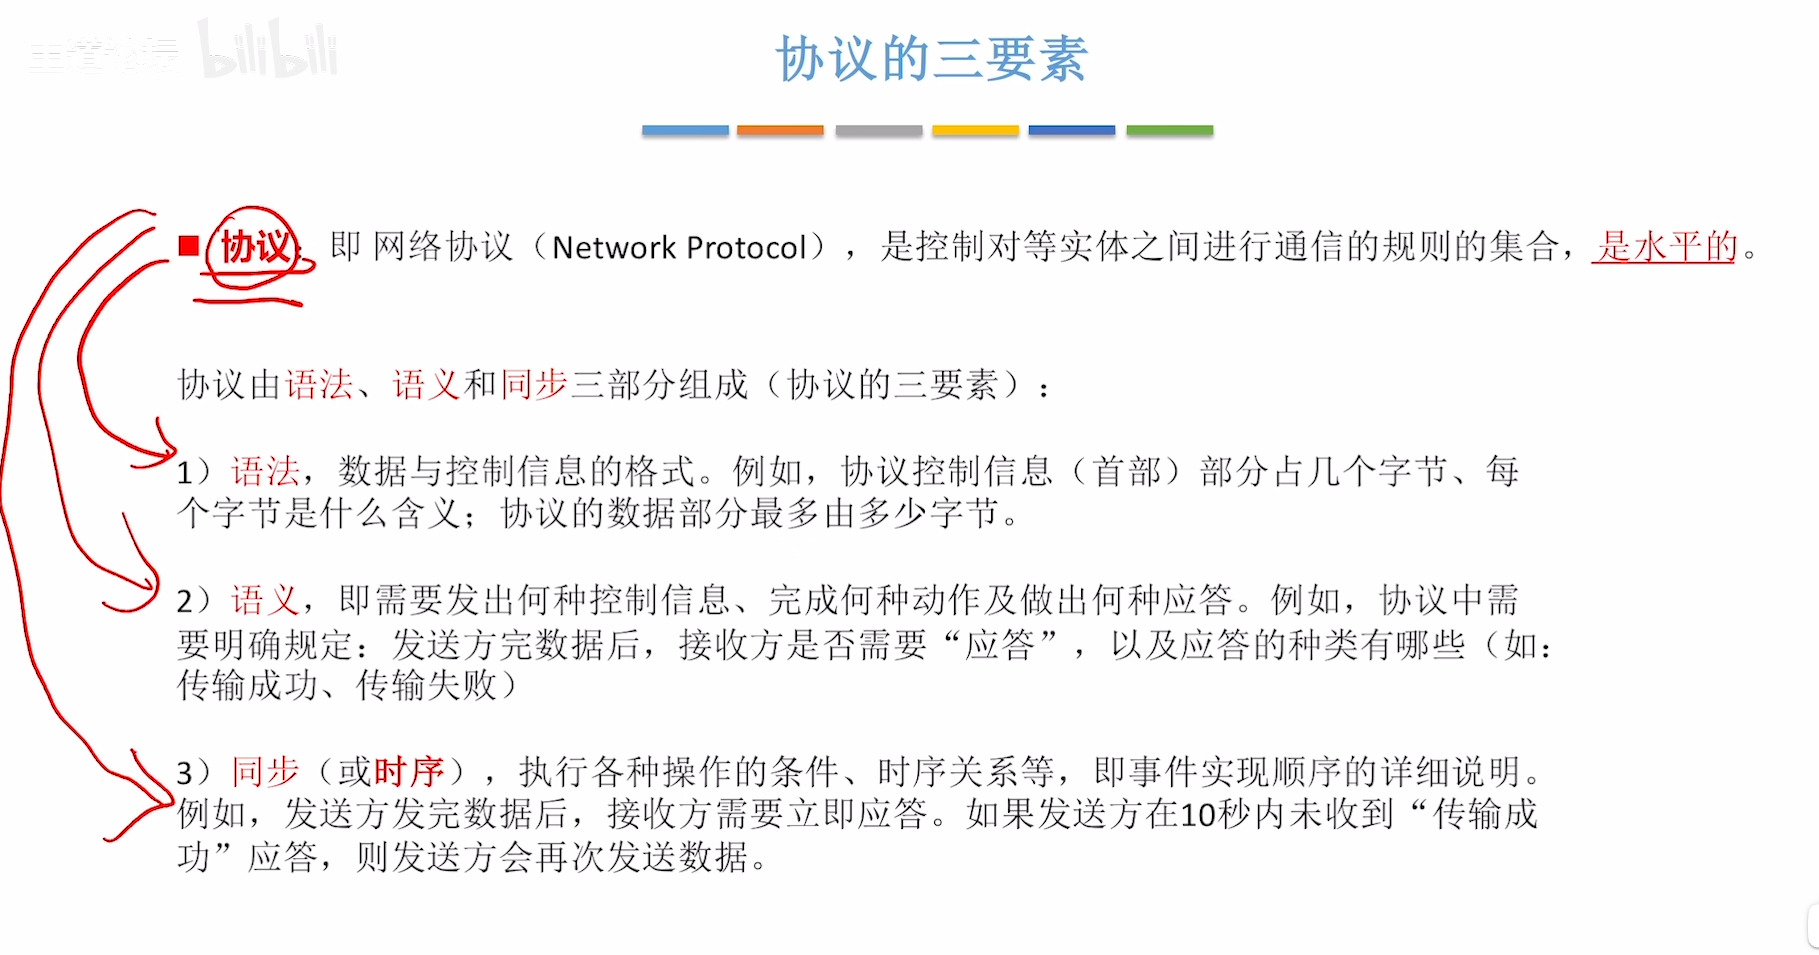 bilibili
协议的三要素
协议：即 网络协议（Network Protocol），是控制对等实体之间进行通信的规则的集合，是水平的。
协议由语法、语义和同步三部分组成（协议的三要素）：
1）语法，数据与控制信息的格式。例如，协议控制信息（首部）部分占几个字节、每
个字节是什么含义；协议的数据部分最多由多少字节。
2）语义，即需要发出何种控制信息、完成何种动作及做出何种应答。例如，协议中需
要明确规定：发送方完数据后，接收方是否需要“应答”，以及应答的种类有哪些（如：
传输成功、传输失败）
3）同步（或时序），执行各种操作的条件、时序关系等，即事件实现顺序的详细说明。
例如，发送方发完数据后，接收方需要立即应答。如果发送方在10秒内未收到“传输成
功”应答，则发送方会再次发送数据。